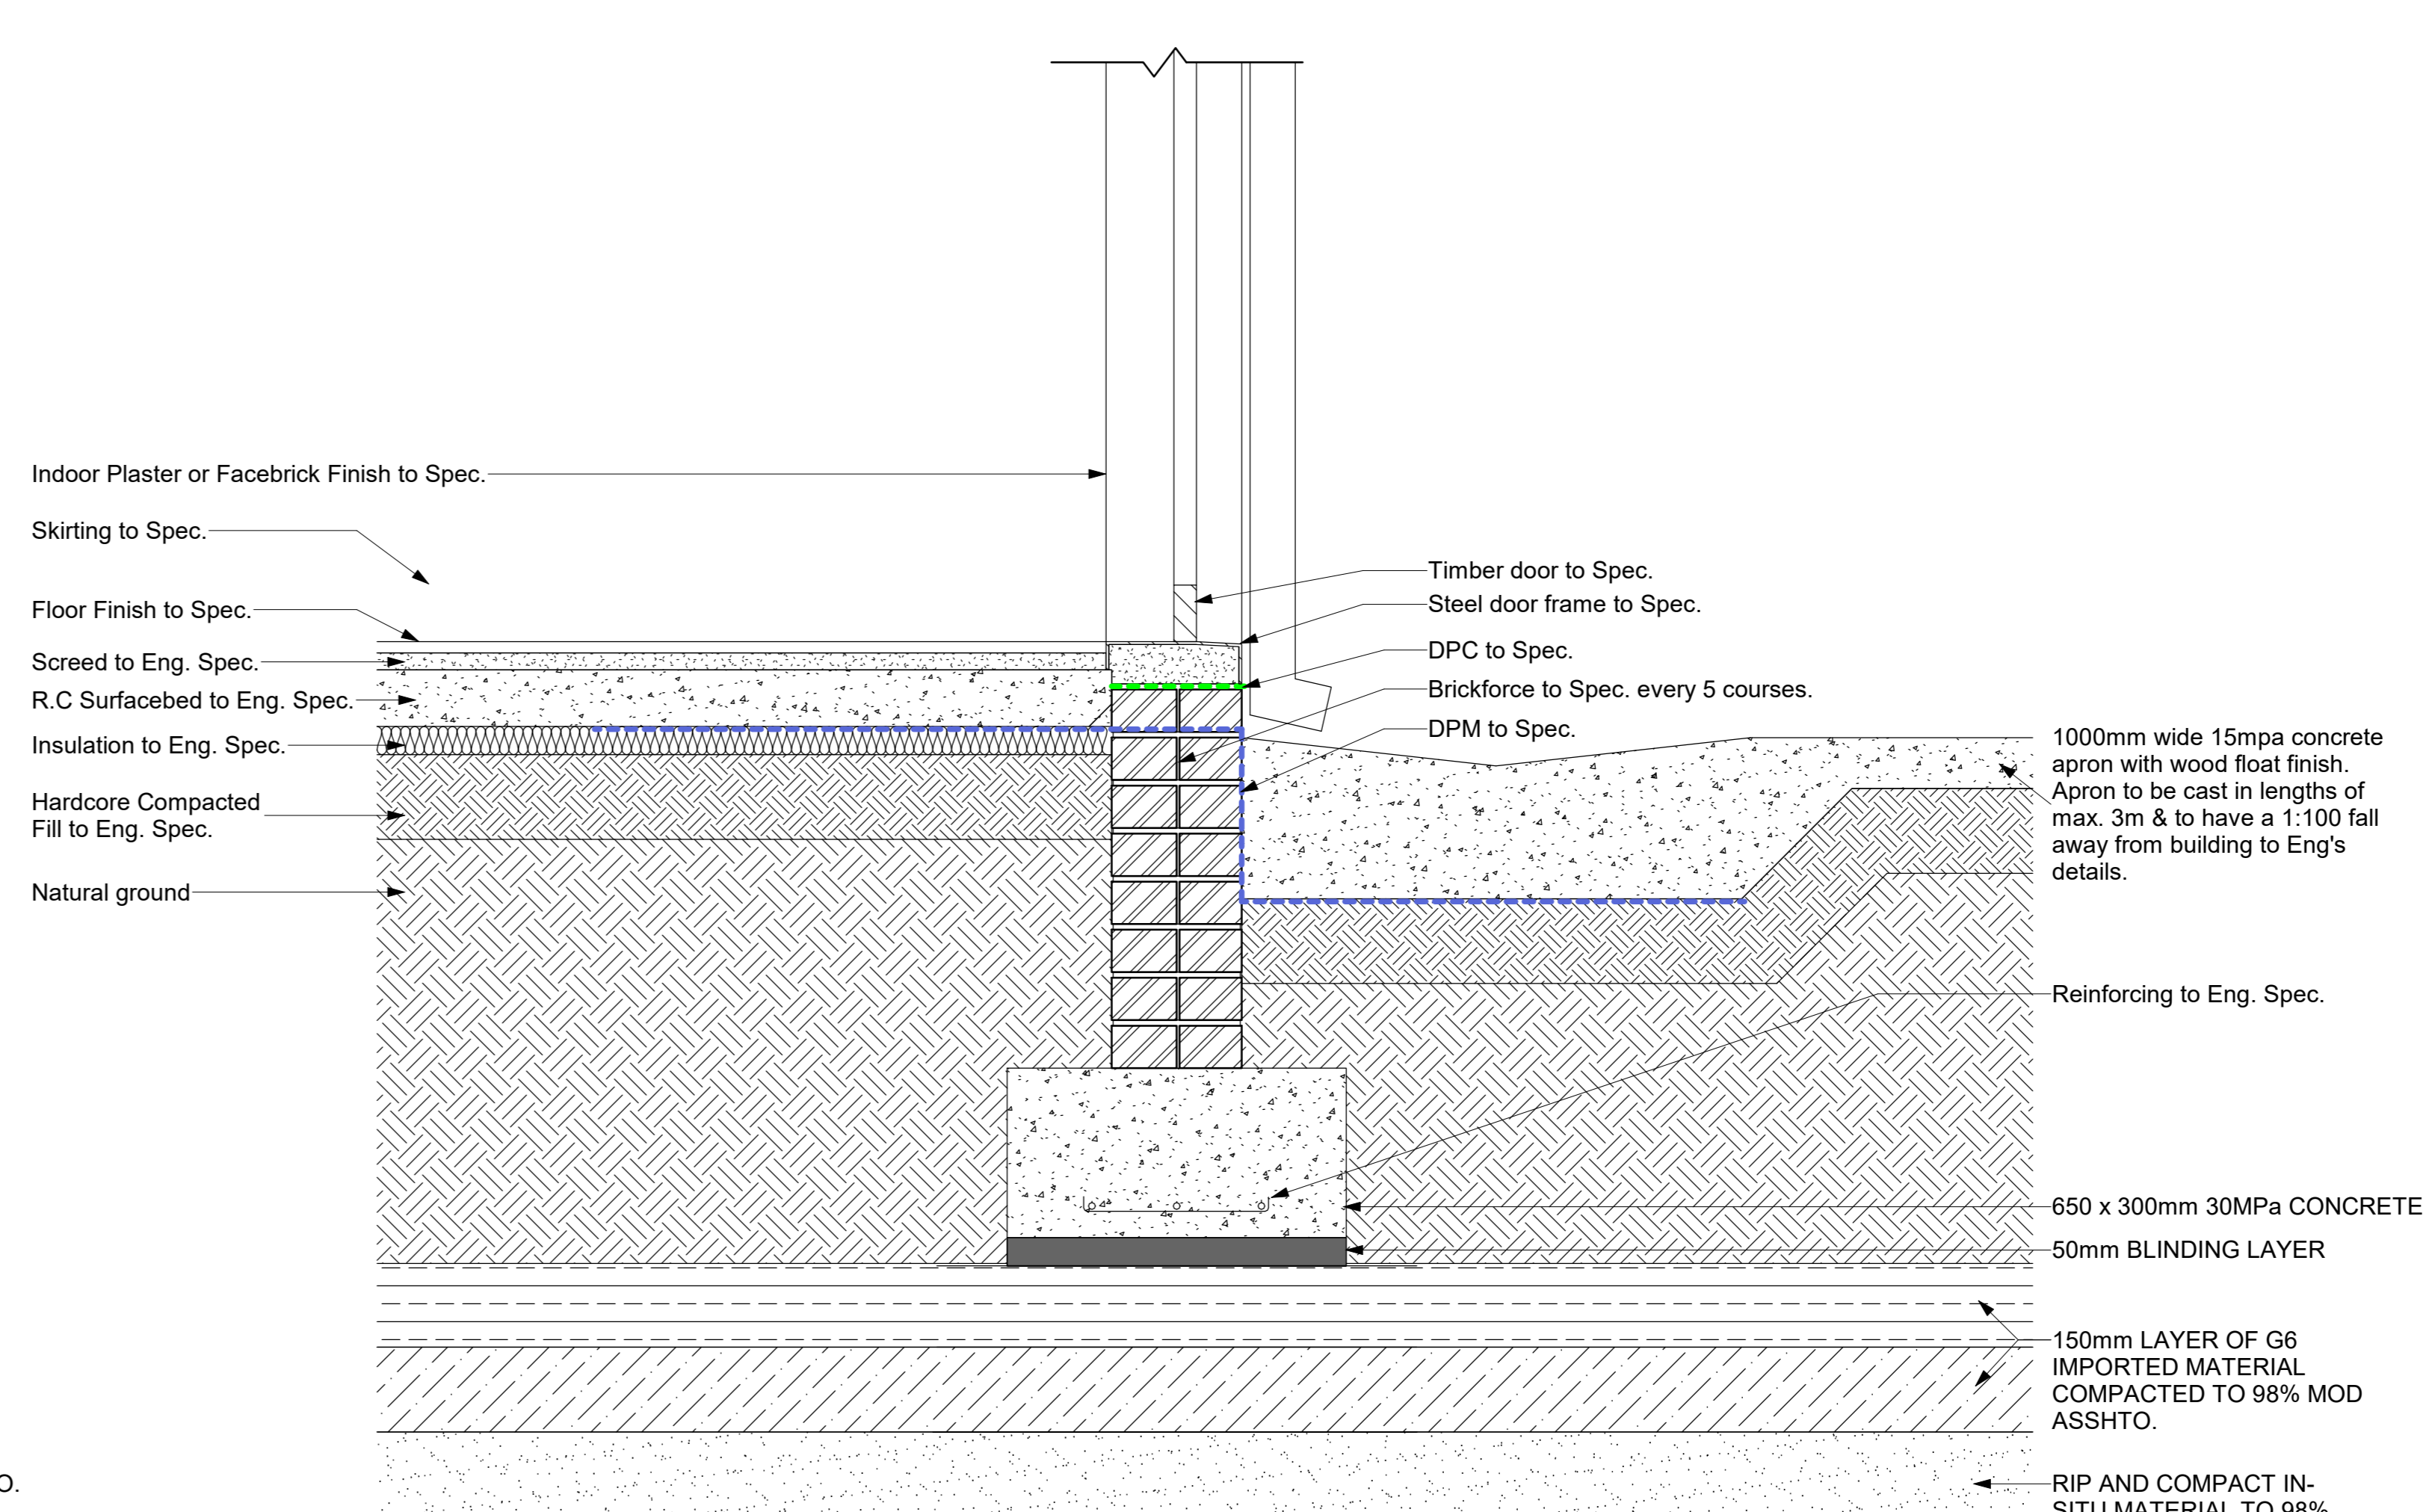 Indoor Plaster or Facebrick Finish to Spec.
Skirting to Spec.
Floor Finish to Spec.
Screed to Eng. Spec.
R.C Surfacebed to Eng. Spec.
Insulation to Eng. Spec.
Hardcore Compacted
Fill to Eng. Spec.
Natural ground
Timber door to Spec.
Steel door frame to Spec.
DPC to Spec.
Brickforce to Spec. every 5 courses.
DPM to Spec.
1000mm wide 15mpa concrete
apron with wood float finish.
Apron to be cast in lengths of
max. 3m & to have a 1:100 fall
away from building to Eng's
details.
Reinforcing to Eng. Spec.
650 x 300mm 30MPa CONCRETE
50mm BLINDING LAYER
150mm LAYER OF G6
IMPORTED MATERIAL
COMPACTED TO 98% MOD
ASSHTO.
O.
RIP AND COMPACT IN-
SITU MATERIAL TO 98%